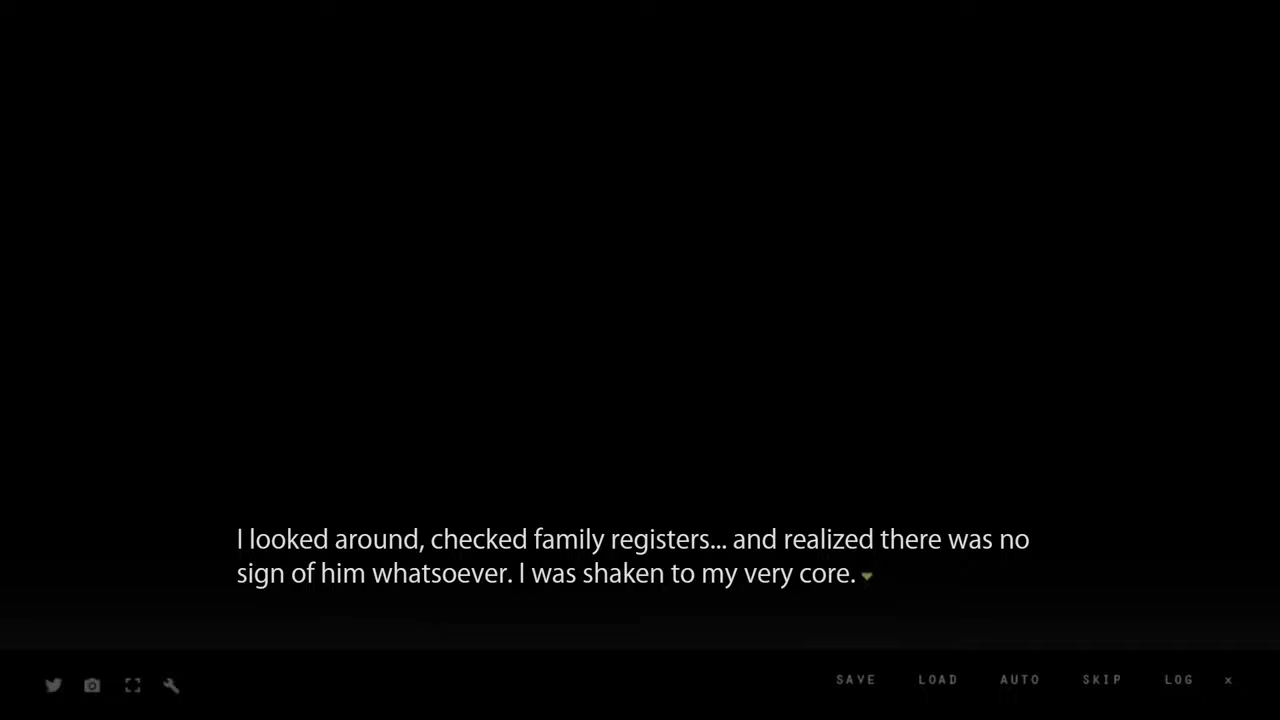 I looked around, checked family registers... and realized there was no
sign of him whatsoever. I was shaken to my very core.
SAVE LOAD AUTO SKIP LOG ×